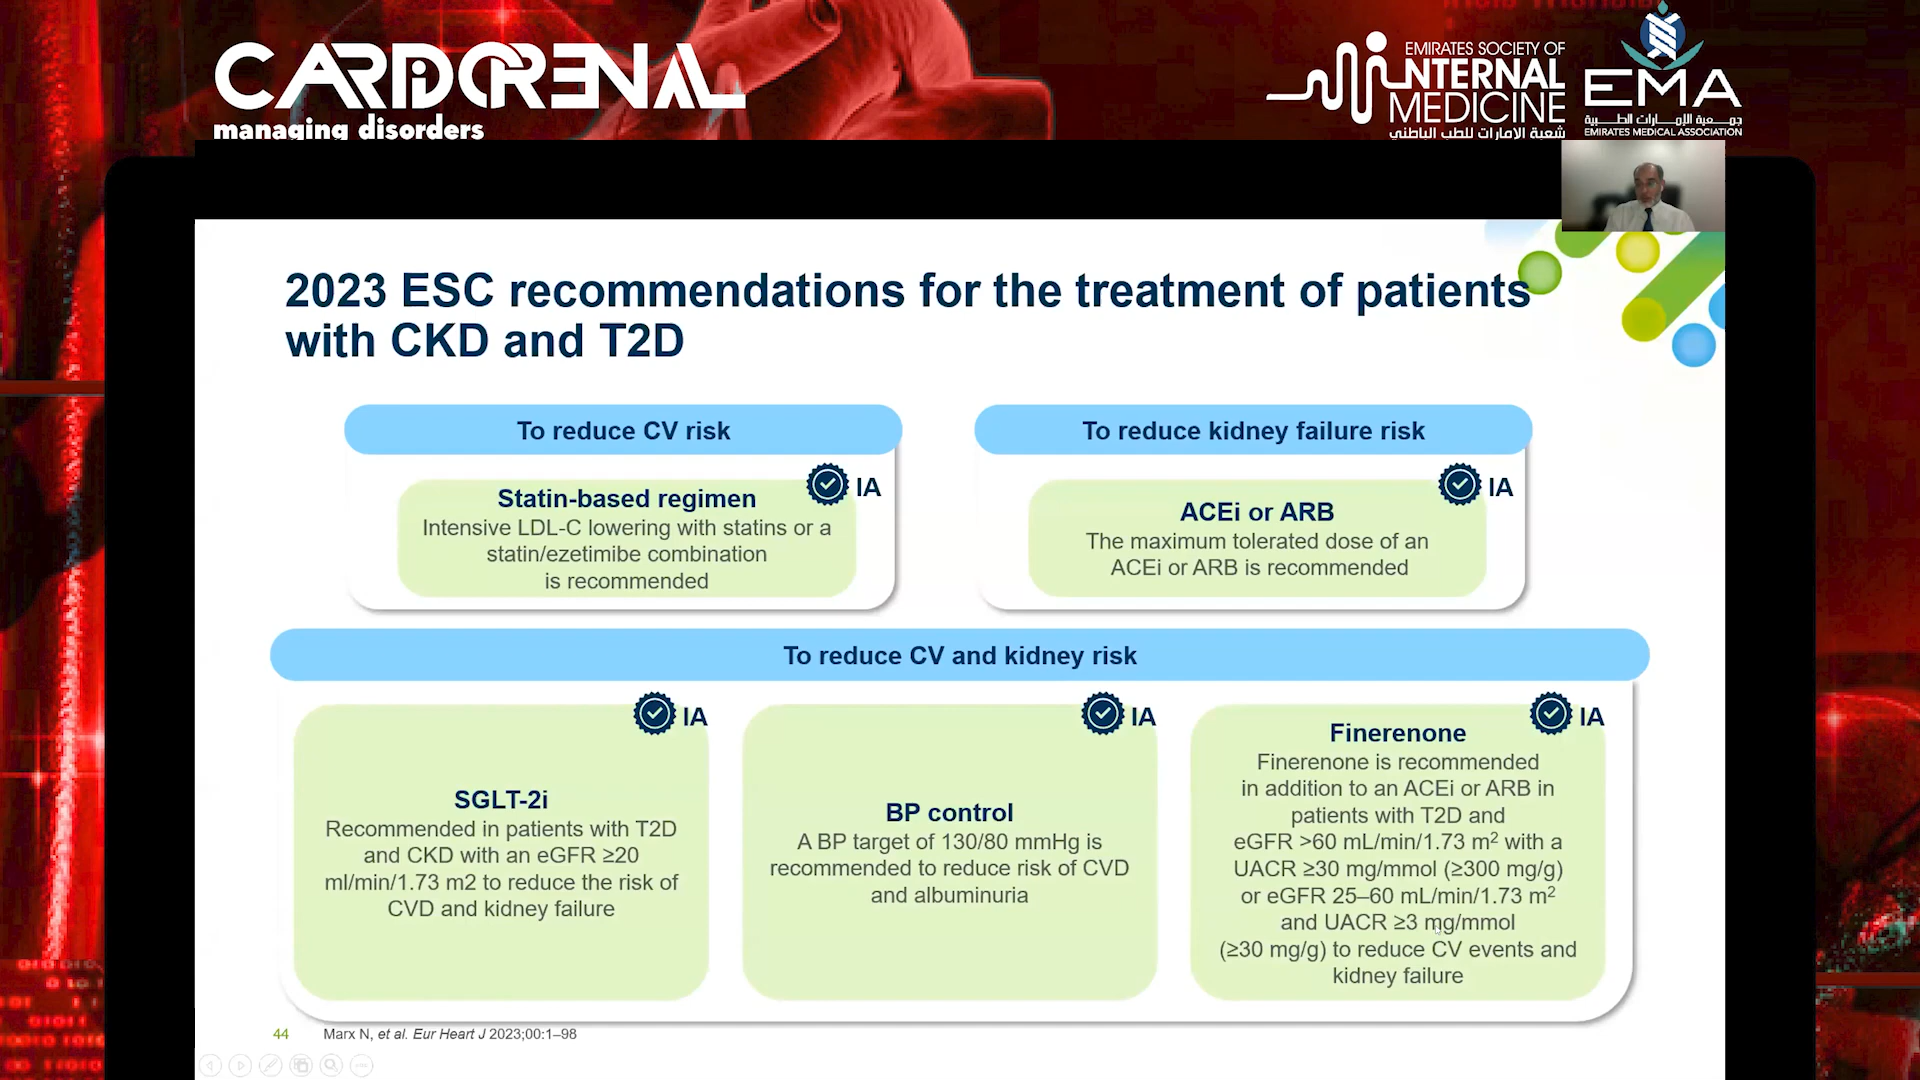 CARDIORENAL
managing disorders
EMIRATES SOCIETY OF
INTERNAL
MEDICINE
شعبة الامارات للطب الباطني
EMA
جمعية الإمارات الطبية
EMIRATES MEDICAL ASSOCIATION
2023 ESC recommendations for the treatment of patients
with CKD and T2D
To reduce CV risk
IA
Statin-based regimen
Intensive LDL-C lowering with statins or a
statin/ezetimibe combination
is recommended
To reduce kidney failure risk
IA
ACEi or ARB
The maximum tolerated dose of an
ACEi or ARB is recommended
To reduce CV and kidney risk
IA
SGLT-2i
Recommended in patients with T2D
and CKD with an eGFR ≥20
ml/min/1.73 m2 to reduce the risk of
CVD and kidney failure
IA
BP control
A BP target of 130/80 mmHg is
recommended to reduce risk of CVD
and albuminuria
IA
Finerenone
Finerenone is recommended
in addition to an ACEi or ARB in
patients with T2D and
eGFR >60 mL/min/1.73 m² with a
UACR ≥30 mg/mmol (≥300 mg/g)
or eGFR 25–60 mL/min/1.73 m²
and UACR ≥3 mg/mmol
(≥30 mg/g) to reduce CV events and
kidney failure
44
Marx N, et al. Eur Heart J 2023;00:1–98